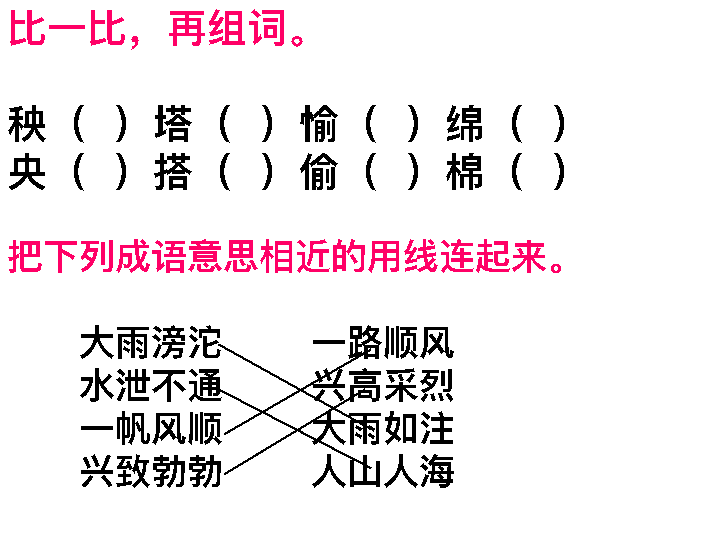 比一比，再组词。
秧（ ）塔（ ）愉（ ）绵（ ）
央（ ）搭（ ）偷（ ）棉（ ）
把下列成语意思相近的用线连起来。
大雨滂沱 一路顺风
水泄不通 兴高采烈
一帆风顺 大雨如注
兴致勃勃 人山人海